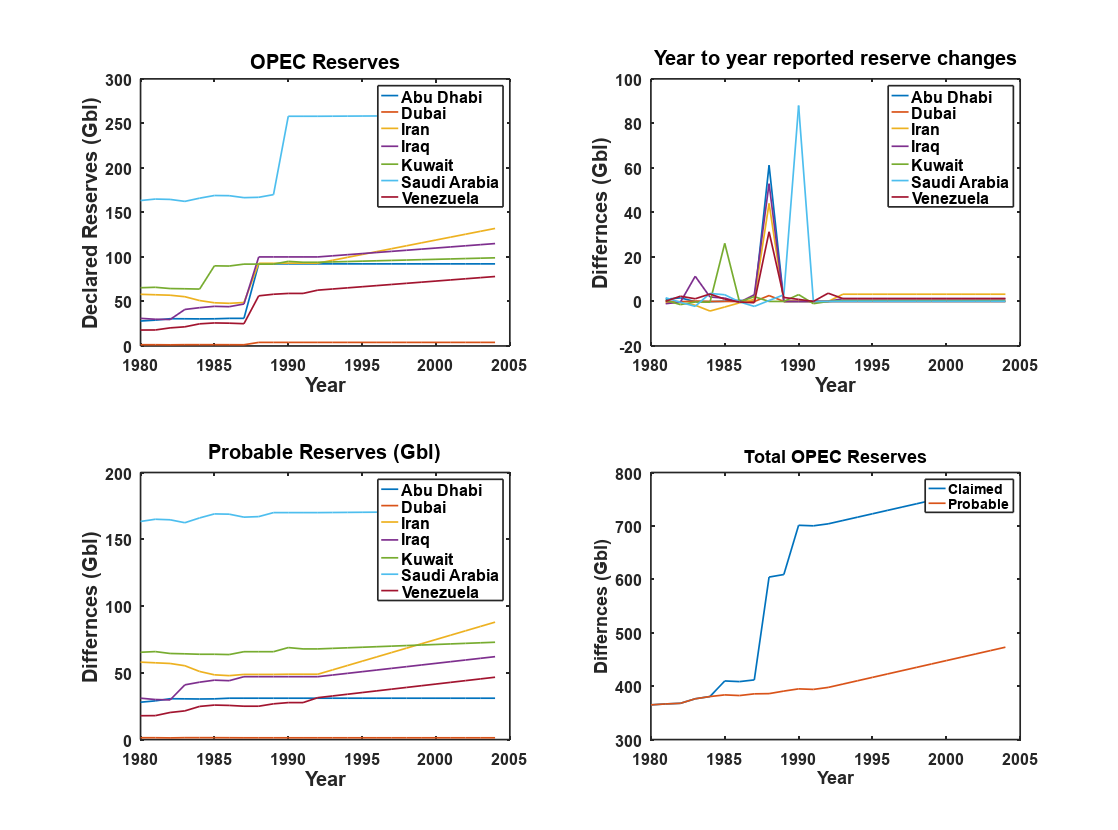 OPEC Reserves
300
250
200
150
100
50
0
Declared Reserves (Gbl)
1980 1985 1990 1995 2000 2005
Year
Abu Dhabi
Dubai
Iran
Iraq
Kuwait
Saudi Arabia
Venezuela
Year to year reported reserve changes
100
80
60
40
20
0
-20
Differnces (Gbl)
1980 1985 1990 1995 2000 2005
Year
Abu Dhabi
Dubai
Iran
Iraq
Kuwait
Saudi Arabia
Venezuela
Probable Reserves (Gbl)
200
150
100
50
0
Differnces (Gbl)
1980 1985 1990 1995 2000 2005
Year
Abu Dhabi
Dubai
Iran
Iraq
Kuwait
Saudi Arabia
Venezuela
Total OPEC Reserves
800
700
600
500
400
300
Differnces (Gbl)
1980 1985 1990 1995 2000 2005
Year
Claimed
Probable